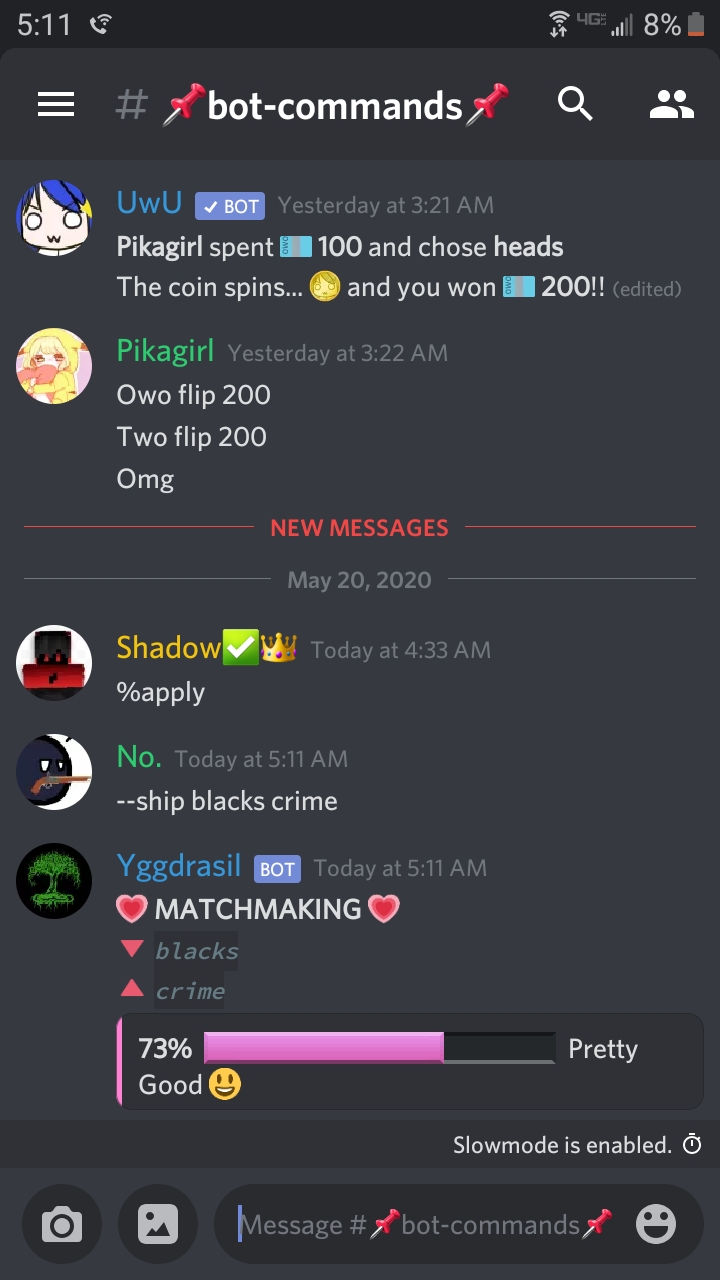 5:11 4G 8%
# bot-commands
UwU BOT Yesterday at 3:21 AM
Pikagirl spent 100 and chose heads
The coin spins... and you won 200!! (edited)
Pikagirl Yesterday at 3:22 AM
Owo flip 200
Two flip 200
Omg
NEW MESSAGES
May 20, 2020
Shadow Today at 4:33 AM
%apply
No. Today at 5:11 AM
--ship blacks crime
Yggdrasil BOT Today at 5:11 AM
MATCHMAKING
blacks
crime
73% Pretty
Good
Slowmode is enabled.
Message # bot-commands